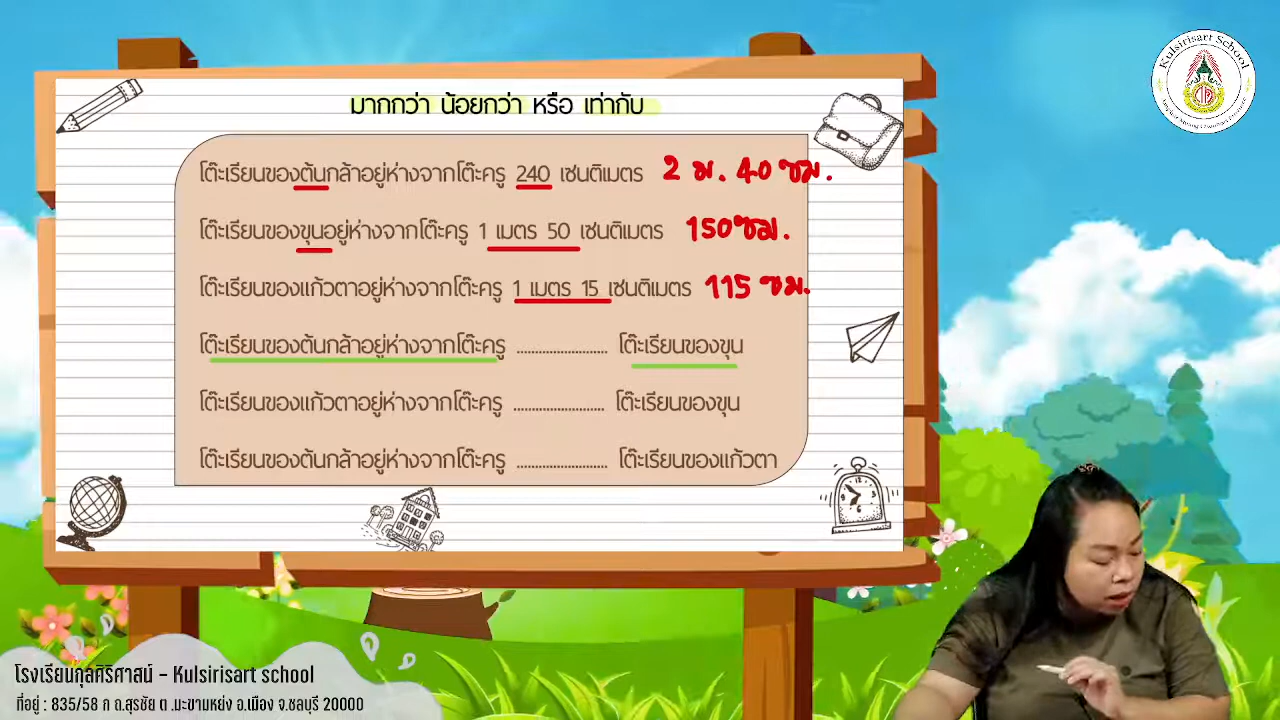 Kulsirisart School
มากกว่า น้อยกว่า หรือ เท่ากับ
โต๊ะเรียนของต้นกล้าอยู่ห่างจากโต๊ะครู 240 เซนติเมตร 2 ม. 40 ซม.
โต๊ะเรียนของขุนอยู่ห่างจากโต๊ะครู 1 เมตร 50 เซนติเมตร 150ซม.
โต๊ะเรียนของแก้วตาอยู่ห่างจากโต๊ะครู 1 เมตร 15 เซนติเมตร 115 ซม.
โต๊ะเรียนของต้นกล้าอยู่ห่างจากโต๊ะครู ........................ โต๊ะเรียนของขุน
โต๊ะเรียนของแก้วตาอยู่ห่างจากโต๊ะครู ........................ โต๊ะเรียนของขุน
โต๊ะเรียนของต้นกล้าอยู่ห่างจากโต๊ะครู ........................ โต๊ะเรียนของแก้วตา
โรงเรียนกุลศิริศาสน์ - Kulsirisart school
ที่อยู่ : 835/58 ก ถ.สุรชัย ต .มะขามหย่ง อ.เมือง จ.ชลบุรี 20000